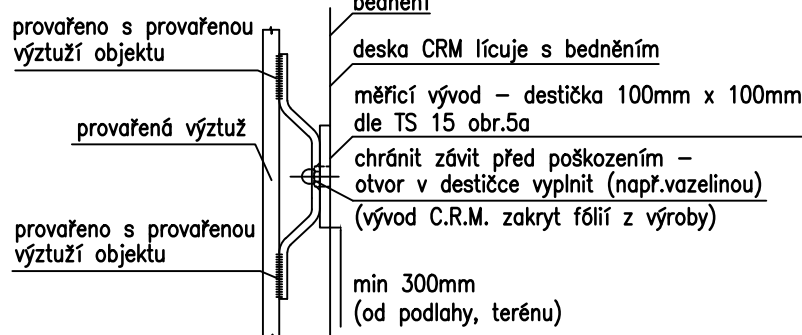 provařeno s provařenou
výztuží objektu
provařená výztuž
provařeno s provařenou
výztuží objektu
bednění
deska CRM lícuje s bedněním
měřicí vývod – destička 100mm x 100mm
dle TS 15 obr.5a
chránit závit před poškozením –
otvor v destičce vyplnit (např.vazelinou)
(vývod C.R.M. zakryt fólií z výroby)
min 300mm
(od podlahy, terénu)